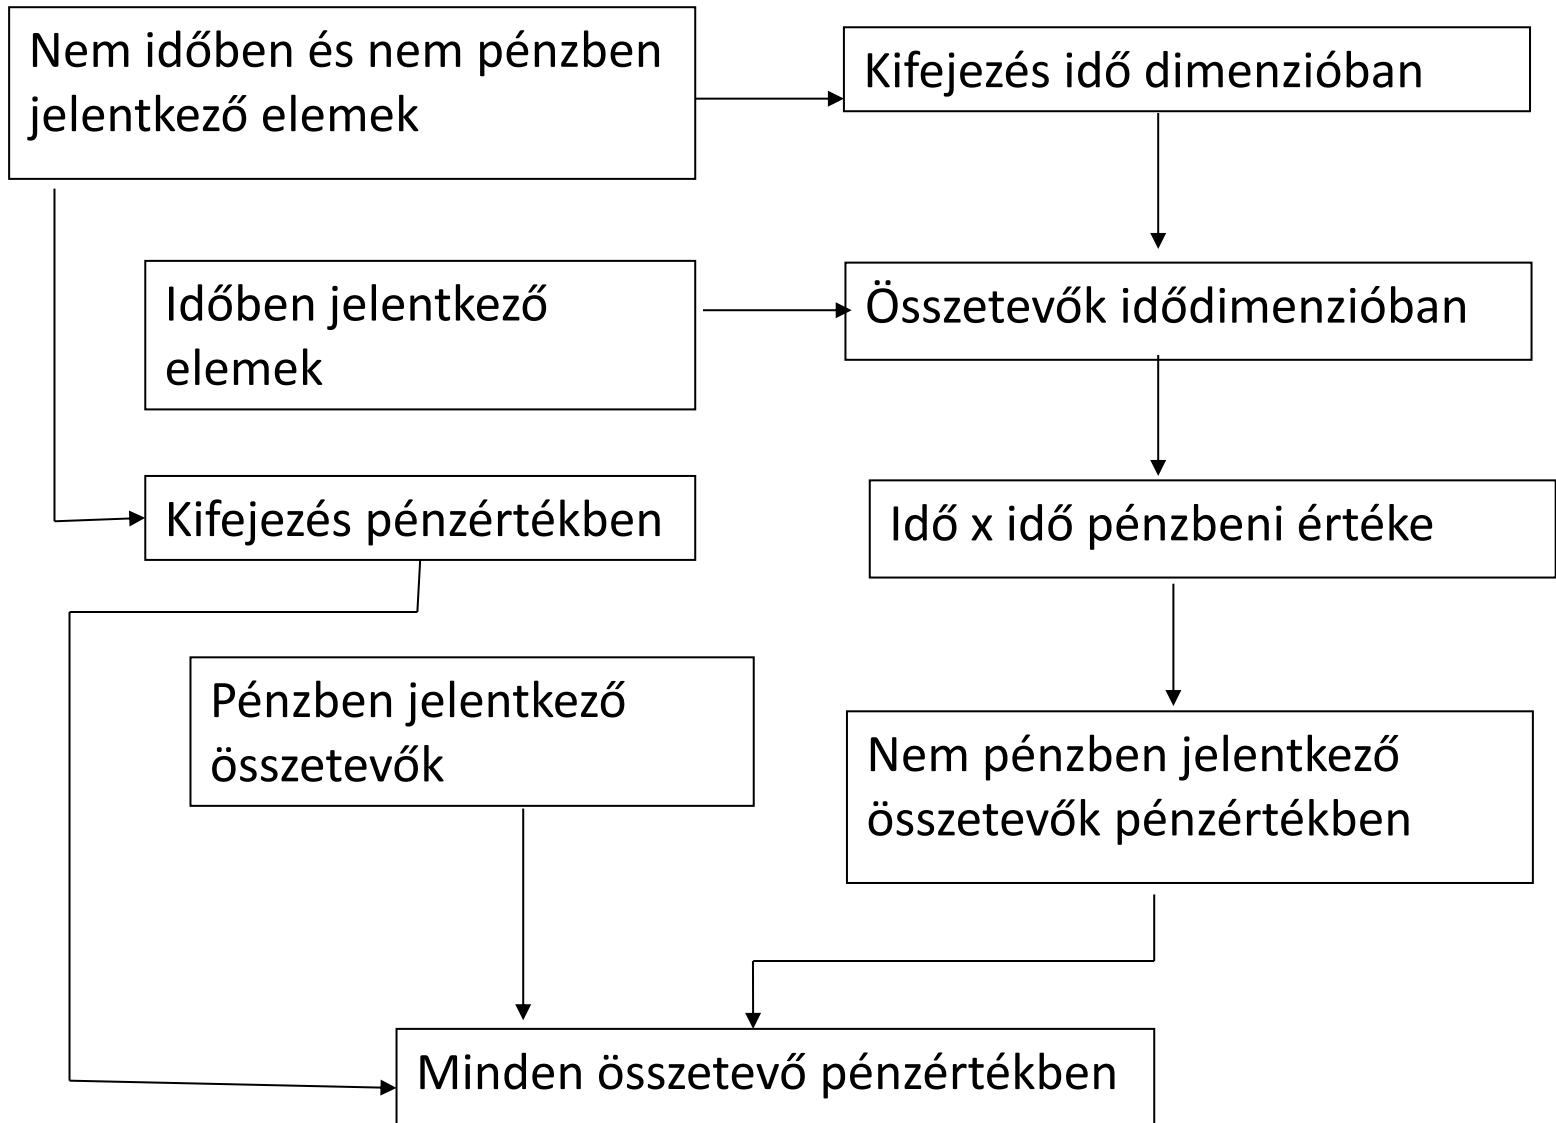 Nem időben és nem pénzben
jelentkező elemek
Kifejezés idő dimenzióban
Időben jelentkező
elemek
Összetevők idődimenzióban
Kifejezés pénzértékben
Idő x idő pénzbeni értéke
Pénzben jelentkező
összetevők
Nem pénzben jelentkező
összetevők pénzértékben
Minden összetevő pénzértékben